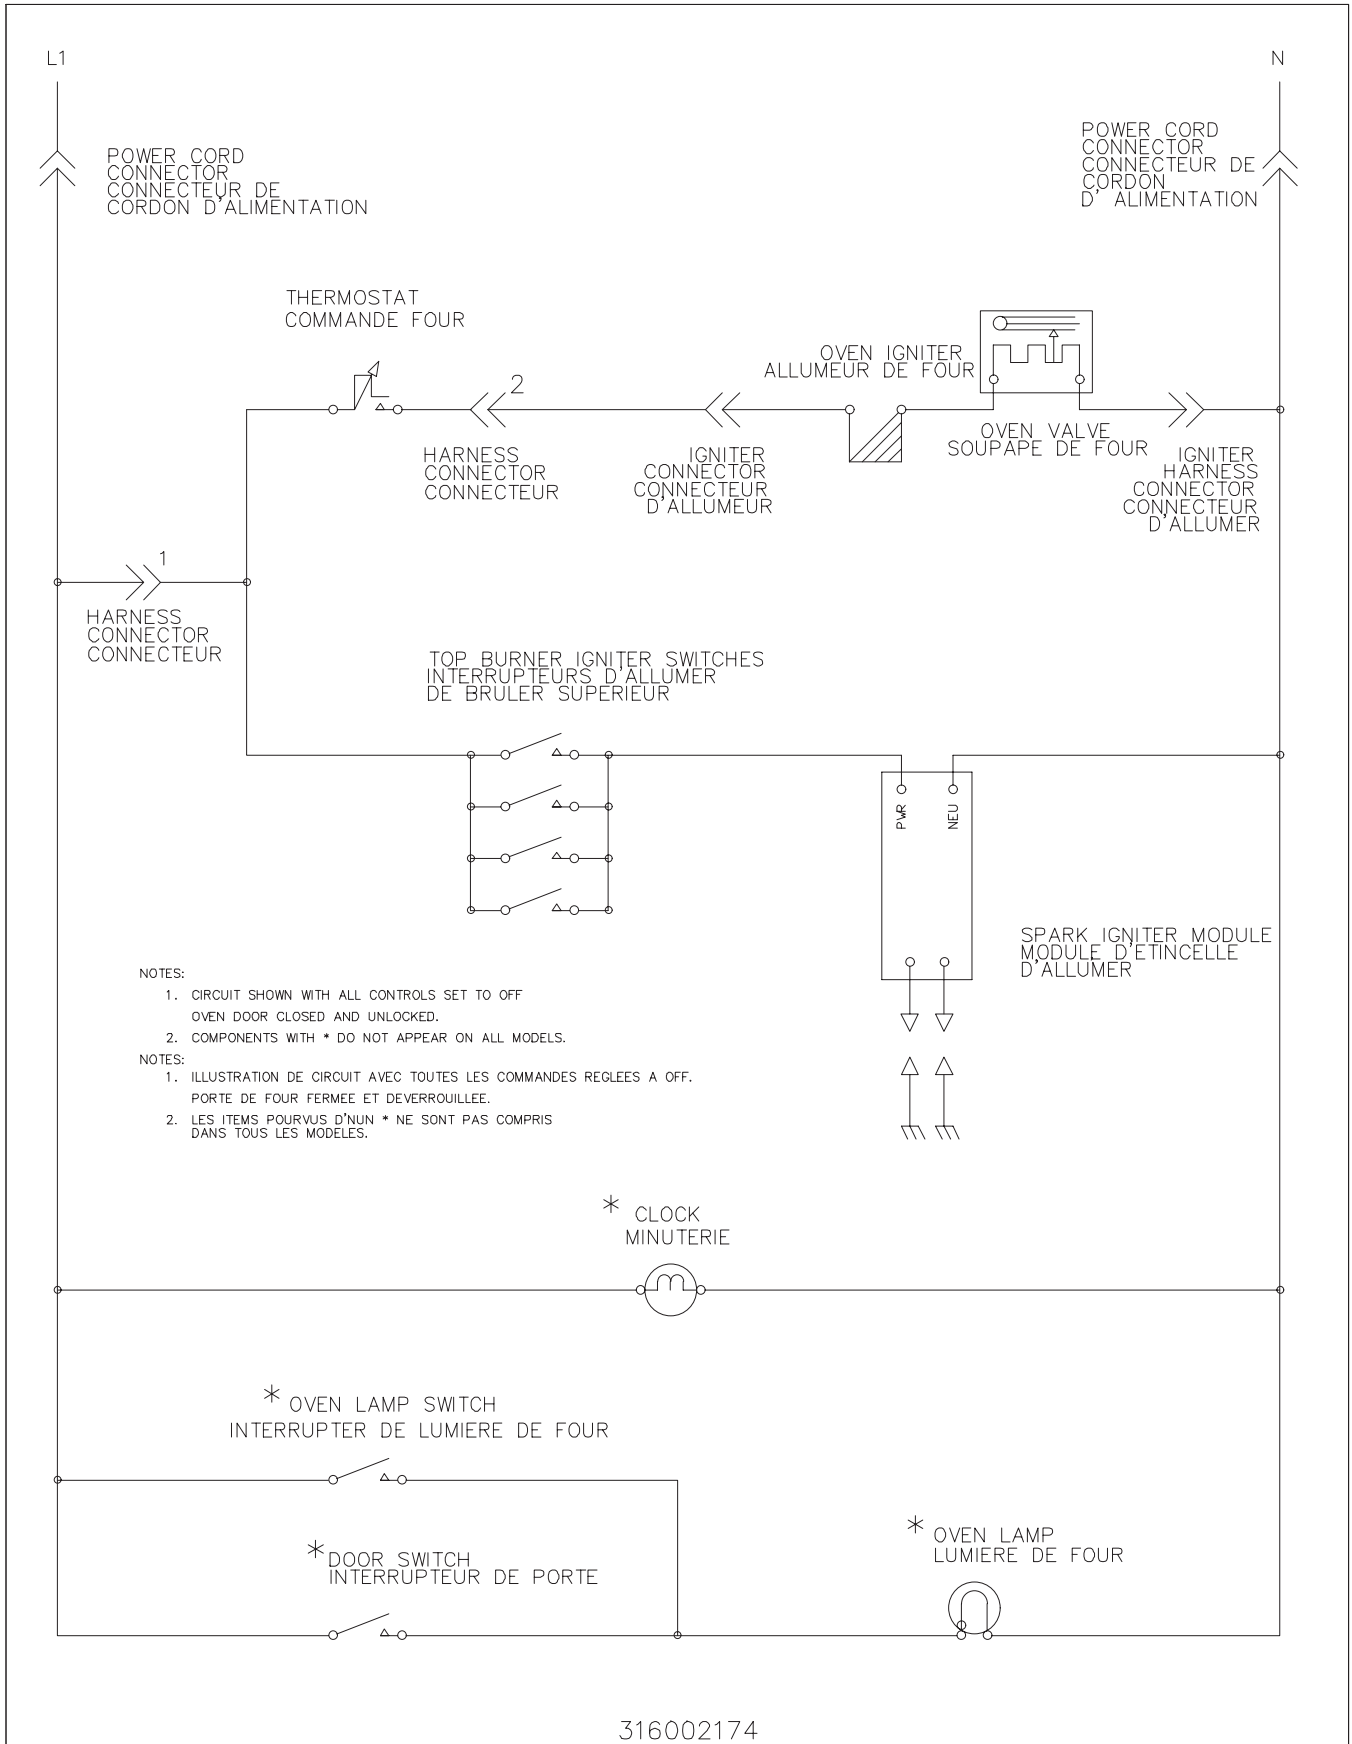 L1
N
POWER CORD
CONNECTOR
CONNECTEUR DE
CORDON D'ALIMENTATION
POWER CORD
CONNECTOR
CONNECTEUR DE
CORDON
D' ALIMENTATION
THERMOSTAT
COMMANDE FOUR
2
HARNESS
CONNECTOR
CONNECTEUR
IGNITER
CONNECTOR
CONNECTEUR
D'ALLUMEUR
OVEN IGNITER
ALLUMEUR DE FOUR
OVEN VALVE
SOUPAPE DE FOUR
IGNITER
HARNESS
CONNECTOR
CONNECTEUR
D'ALLUMER
1
HARNESS
CONNECTOR
CONNECTEUR
TOP BURNER IGNITER SWITCHES
INTERRUPTEURS D'ALLUMER
DE BRULER SUPERIEUR
PWR
NEU
SPARK IGNITER MODULE
MODULE D'ETINCELLE
D'ALLUMER
NOTES:
1. CIRCUIT SHOWN WITH ALL CONTROLS SET TO OFF
OVEN DOOR CLOSED AND UNLOCKED.
2. COMPONENTS WITH * DO NOT APPEAR ON ALL MODELS.
NOTES:
1. ILLUSTRATION DE CIRCUIT AVEC TOUTES LES COMMANDES REGLEES A OFF.
PORTE DE FOUR FERMEE ET DEVERROUILLEE.
2. LES ITEMS POURVUS D'NUN * NE SONT PAS COMPRIS
DANS TOUS LES MODELES.
* CLOCK
MINUTERIE
* OVEN LAMP SWITCH
INTERRUPTER DE LUMIERE DE FOUR
* DOOR SWITCH
INTERRUPTEUR DE PORTE
* OVEN LAMP
LUMIERE DE FOUR
316002174